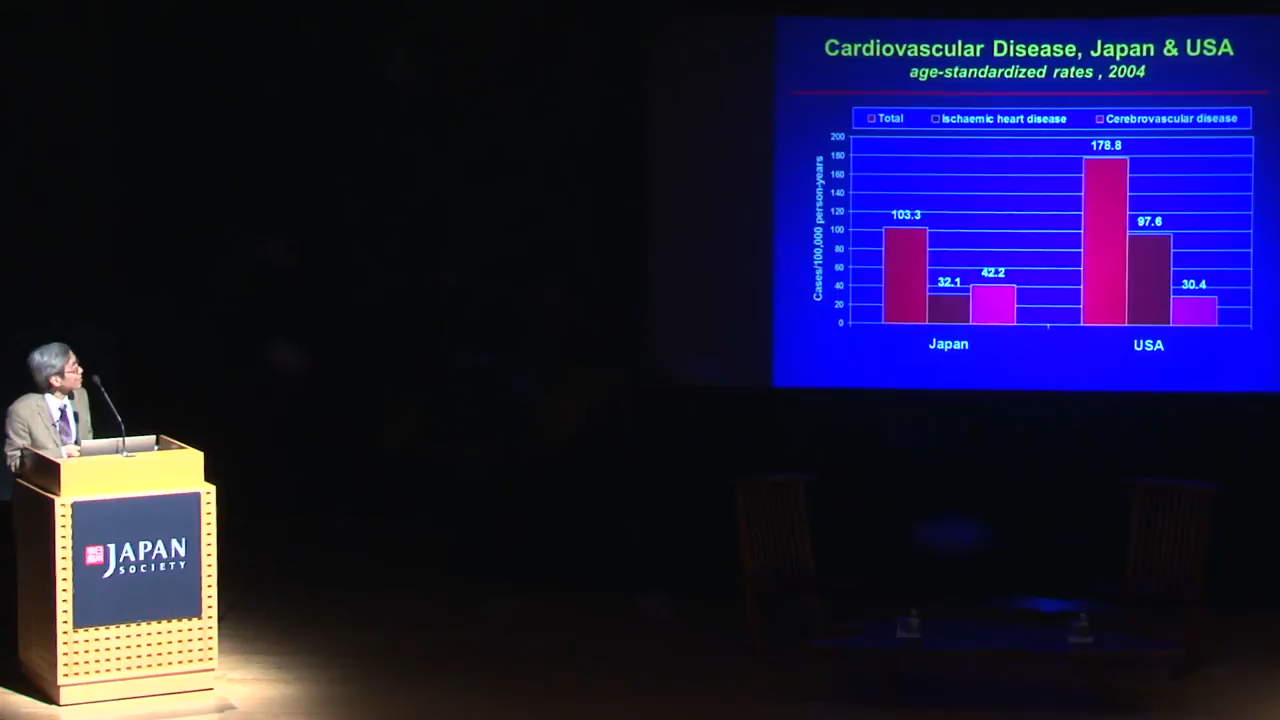 Cardiovascular Disease, Japan & USA
age-standardized rates , 2004
Total Ischaemic heart disease Cerebrovascular disease
Cases/100,000 person-years
200
180
160
140
120
100
80
60
40
20
0
103.3
32.1
42.2
178.8
97.6
30.4
Japan
USA
JAPAN
SOCIETY